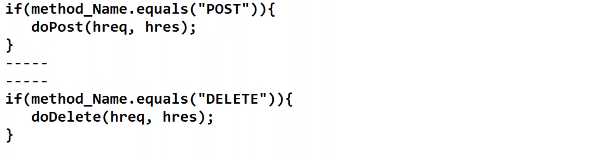 if(method_Name.equals("POST")){
doPost(hreq, hres);
}
-----
-----
if(method_Name.equals("DELETE")){
doDelete(hreq, hres);
}